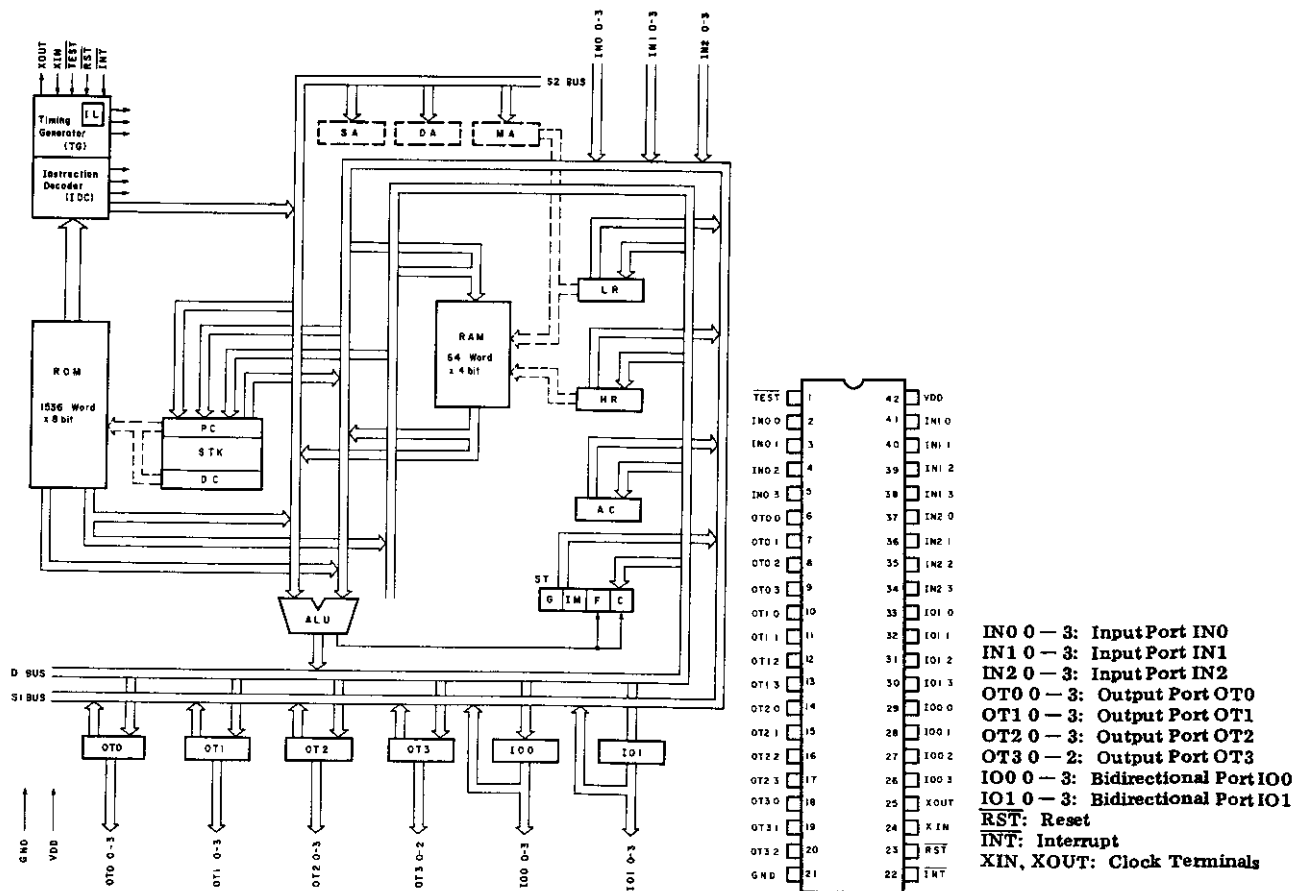 XOUT
XIN
TEST
RST
INT
IN0 0-3
IN1 0-3
IN2 0-3
S2 BUS
IL
Timing
Generator
(TG)
SA
DA
MA
Instruction
Decoder
(IDC)
LR
ROM
1536 Word
x 8 bit
RAM
64 Word
x 4 bit
HR
PC
STK
DC
AC
ST
G
IM
F
C
ALU
D BUS
S1 BUS
OT0
OT1
OT2
OT3
IO0
IO1
GND
VDD
OT0 0-3
OT1 0-3
OT2 0-3
OT3 0-2
IO0 0-3
IO1 0-3
TEST 1 42 VDD
IN0 0 2 41 IN1 0
IN0 1 3 40 IN1 1
IN0 2 4 39 IN1 2
IN0 3 5 38 IN1 3
OT0 0 6 37 IN2 0
OT0 1 7 36 IN2 1
OT0 2 8 35 IN2 2
OT0 3 9 34 IN2 3
OT1 0 10 33 IO1 0
OT1 1 11 32 IO1 1
OT1 2 12 31 IO1 2
OT1 3 13 30 IO1 3
OT2 0 14 29 IO0 0
OT2 1 15 28 IO0 1
OT2 2 16 27 IO0 2
OT2 3 17 26 IO0 3
OT3 0 18 25 XOUT
OT3 1 19 24 XIN
OT3 2 20 23 RST
GND 21 22 INT
IN0 0 – 3: Input Port IN0
IN1 0 – 3: Input Port IN1
IN2 0 – 3: Input Port IN2
OT0 0 – 3: Output Port OT0
OT1 0 – 3: Output Port OT1
OT2 0 – 3: Output Port OT2
OT3 0 – 2: Output Port OT3
IO0 0 – 3: Bidirectional Port IO0
IO1 0 – 3: Bidirectional Port IO1
RST: Reset
INT: Interrupt
XIN, XOUT: Clock Terminals